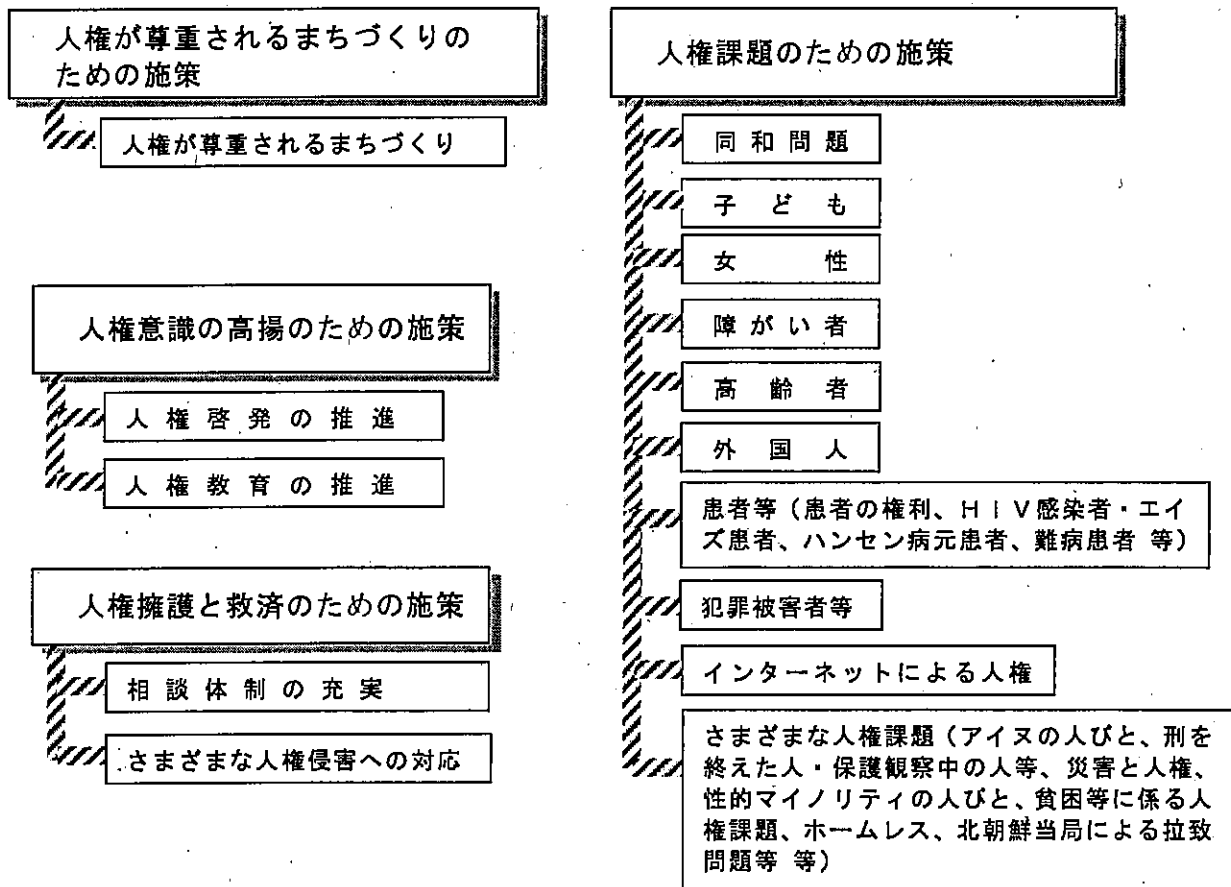 人権が尊重されるまちづくりの
ための施策
人権が尊重されるまちづくり
人権意識の高揚のための施策
人権啓発の推進
人権教育の推進
人権擁護と救済のための施策
相談体制の充実
さまざまな人権侵害への対応
人権課題のための施策
同和問題
子ども
女性
障がい者
高齢者
外国人
患者等（患者の権利、ＨＩＶ感染者・エイ
ズ患者、ハンセン病元患者、難病患者 等）
犯罪被害者等
インターネットによる人権
さまざまな人権課題（アイヌの人びと、刑を
終えた人・保護観察中の人等、災害と人権、
性的マイノリティの人びと、貧困等に係る人
権課題、ホームレス、北朝鮮当局による拉致
問題等 等）